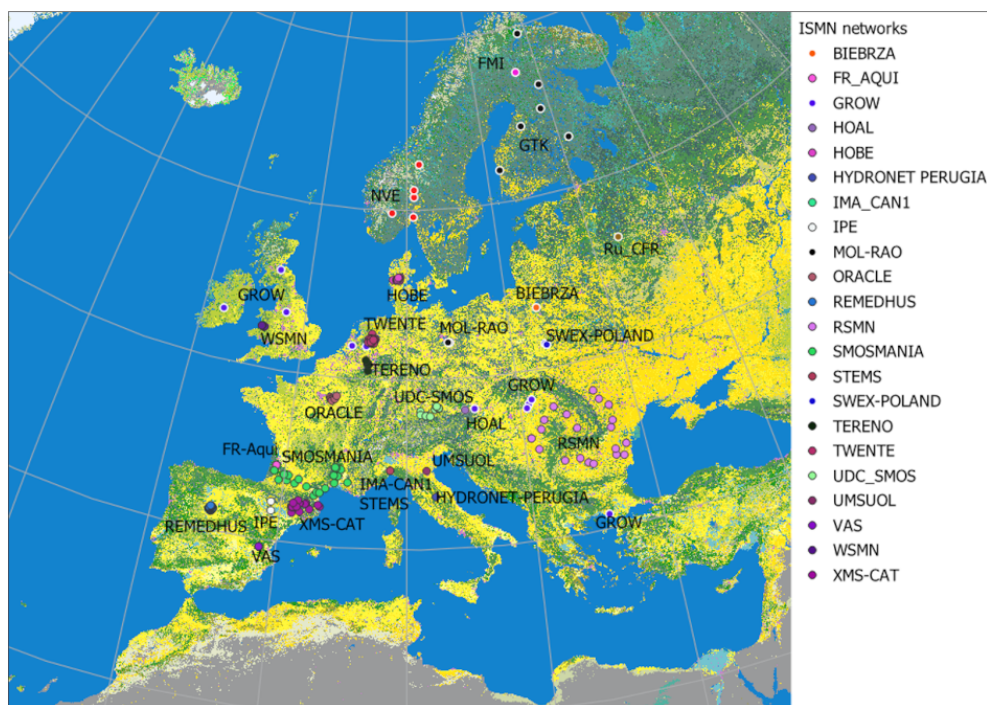 ISMN networks
BIEBRZA
FR_AQUI
GROW
HOAL
HOBE
HYDRONET PERUGIA
IMA_CAN1
IPE
MOL-RAO
ORACLE
REMEDHUS
RSMN
SMOSMANIA
STEMS
SWEX-POLAND
TERENO
TWENTE
UDC_SMOS
UMSUOL
VAS
WSMN
XMS-CAT
FMI
GTK
NVE
Ru_CFR
HOBE
GROW
BIEBRZA
WSMN
TWENTE
MOL-RAO
SWEX-POLAND
TERENO
GROW
UDC-SMOS
ORACLE
HOAL
RSMN
FR-Aqui
SMOSMANIA
UMSUOL
IMA-CAN1
STEMS
HYDRONET-PERUGIA
REMEDHUS
IPE
XMS-CAT
GROW
VAS